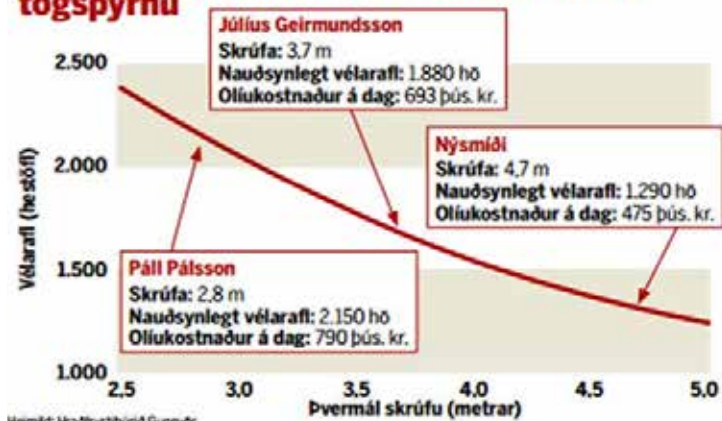 togspyrnu
Júlíus Geirmundsson
Skrúfa: 3,7 m
Nauðsynlegt vélarafl: 1.880 hö
Olíukostnaður á dag: 693 þús. kr.
2.500
2.000
1.500
1.000
Vélarafl (hestöfl)
Nýsmíði
Skrúfa: 4,7 m
Nauðsynlegt vélarafl: 1.290 hö
Olíukostnaður á dag: 475 þús. kr.
Páll Pálsson
Skrúfa: 2,8 m
Nauðsynlegt vélarafl: 2.150 hö
Olíukostnaður á dag: 790 þús. kr.
2.5 3.0 3.5 4.0 4.5 5.0
Þvermál skrúfu (metrar)